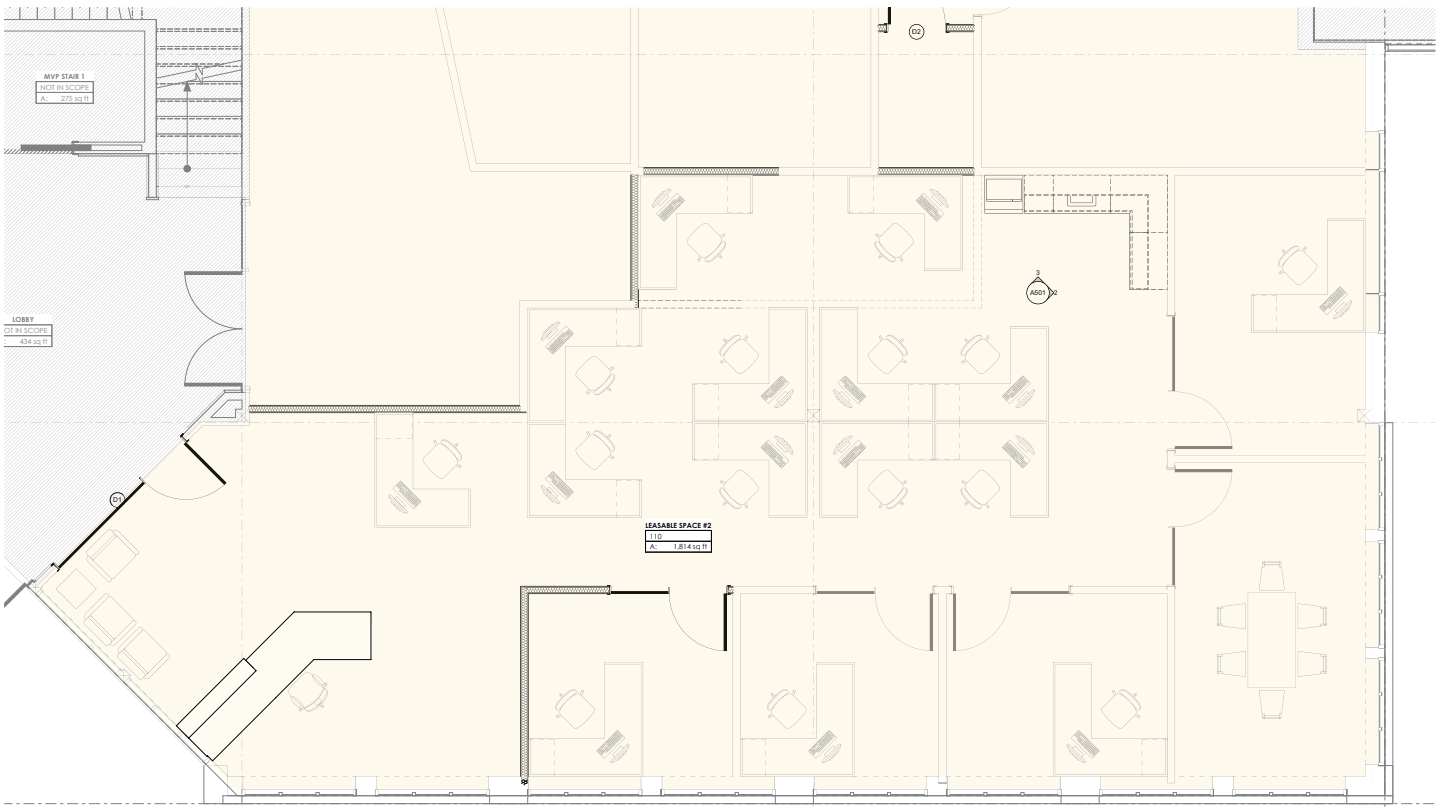 D2
MVP STAIR 1
NOT IN SCOPE
A: 275 sq ft
3
A501
2
LOBBY
OT IN SCOPE
: 434 sq ft
D1
LEASABLE SPACE #2
110
A: 1,814 sq ft